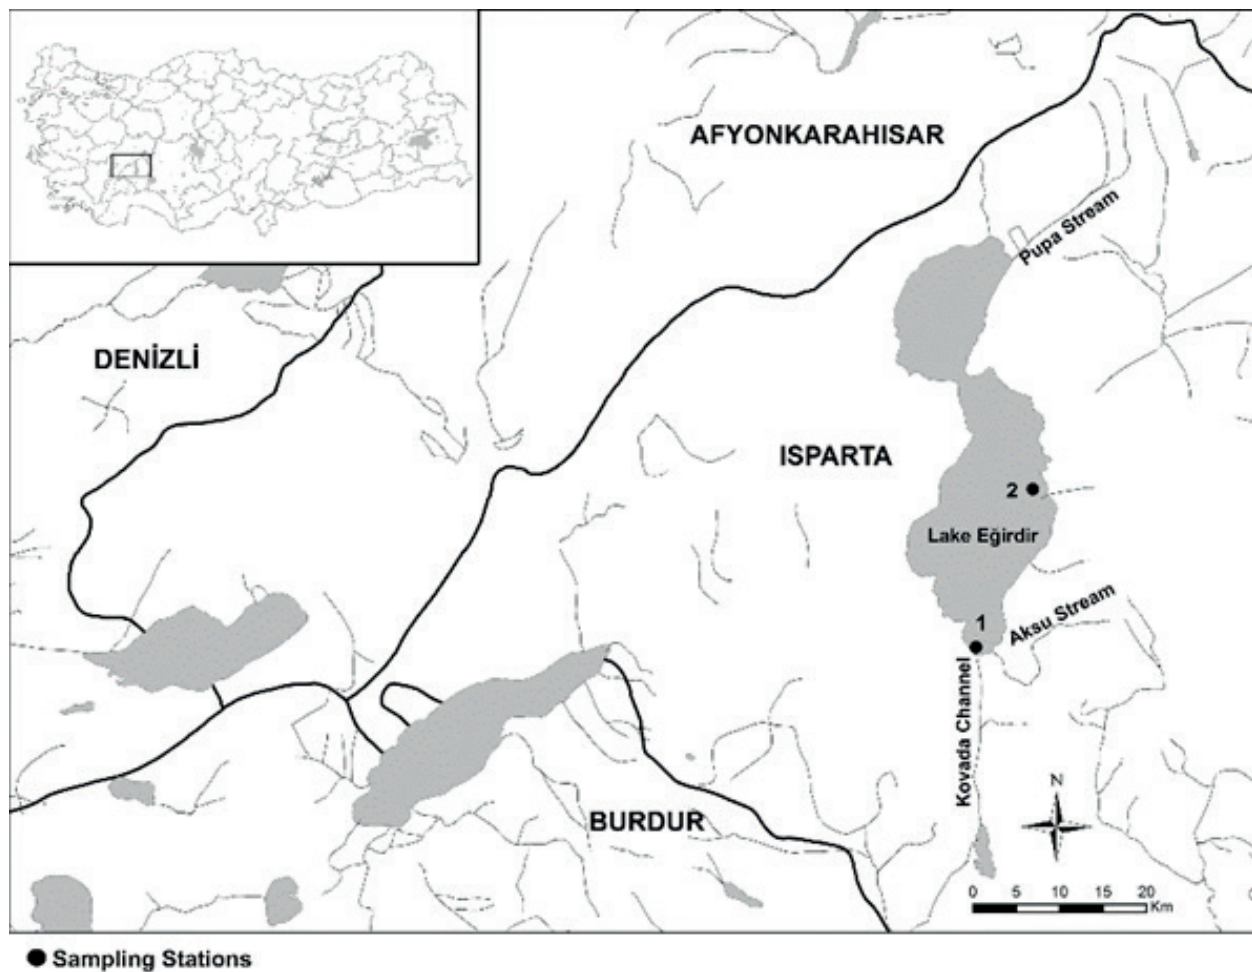 AFYONKARAHISAR
Pupa Stream
DENİZLİ
ISPARTA
2
Lake Eğirdir
1
Aksu Stream
Kovada Channel
N
BURDUR
0 5 10 15 20
Km
Sampling Stations